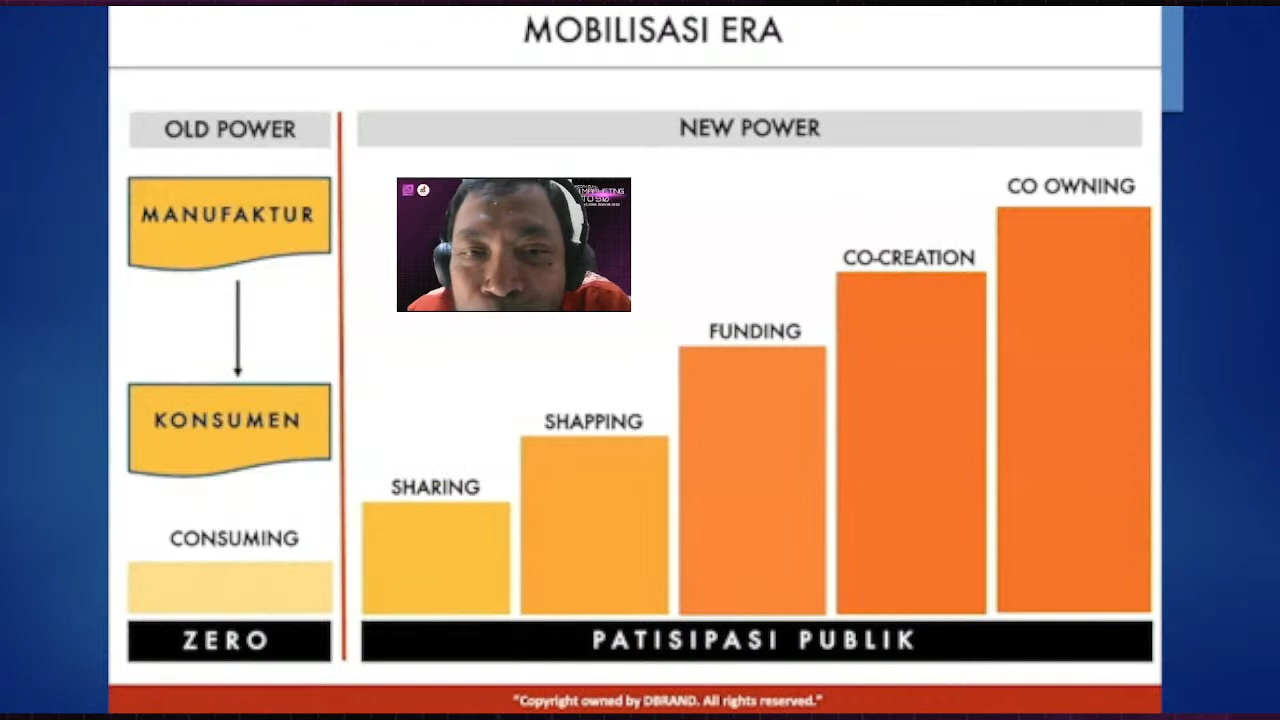 MOBILISASI ERA
OLD POWER
NEW POWER
MANUFAKTUR
KONSUMEN
CONSUMING
ZERO
SHARING
SHAPPING
FUNDING
CO-CREATION
CO OWNING
PATISIPASI PUBLIK
"Copyright owned by DBRAND. All rights reserved."